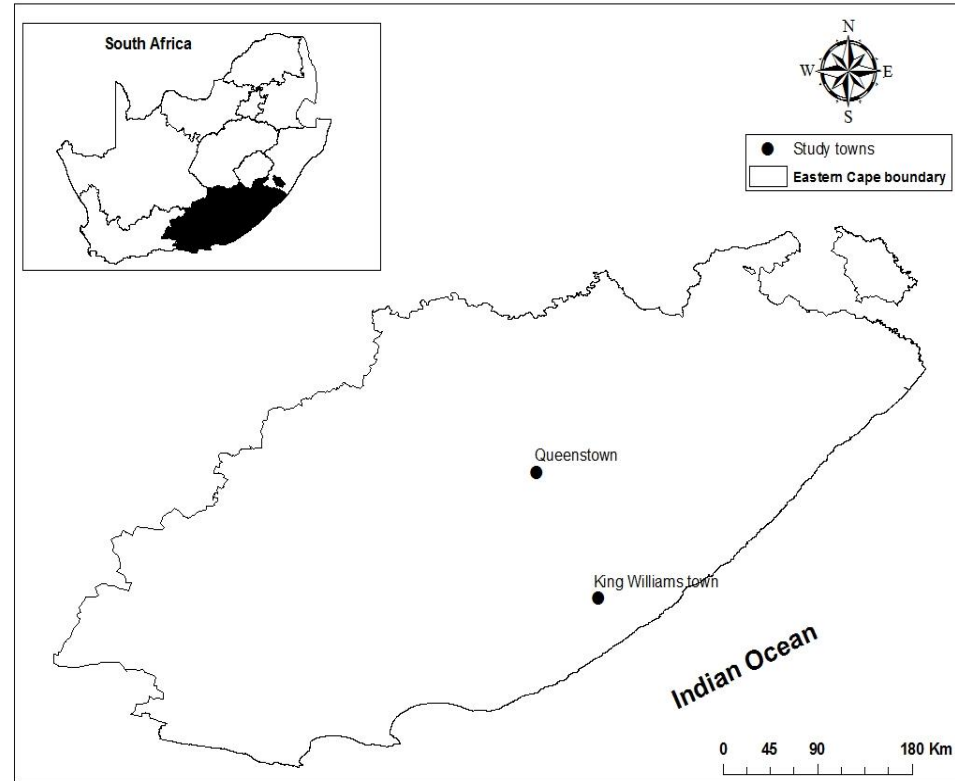 South Africa
N
W E
S
Study towns
Eastern Cape boundary
Queenstown
King Williams town
Indian Ocean
0 45 90 180 Km